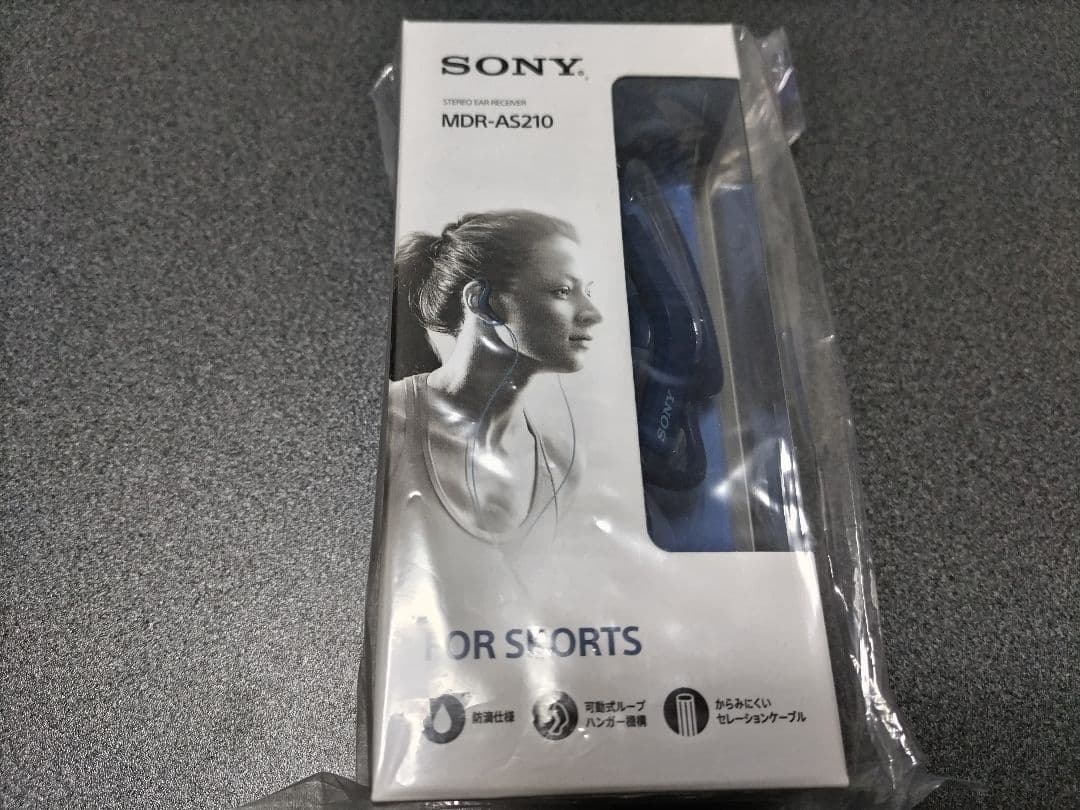 SONY
STEREO EAR RECEIVER
MDR-AS210
SONY
FOR SPORTS
防滴仕様
可動式ループ
ハンガー機構
からみにくい
セレーションケーブル